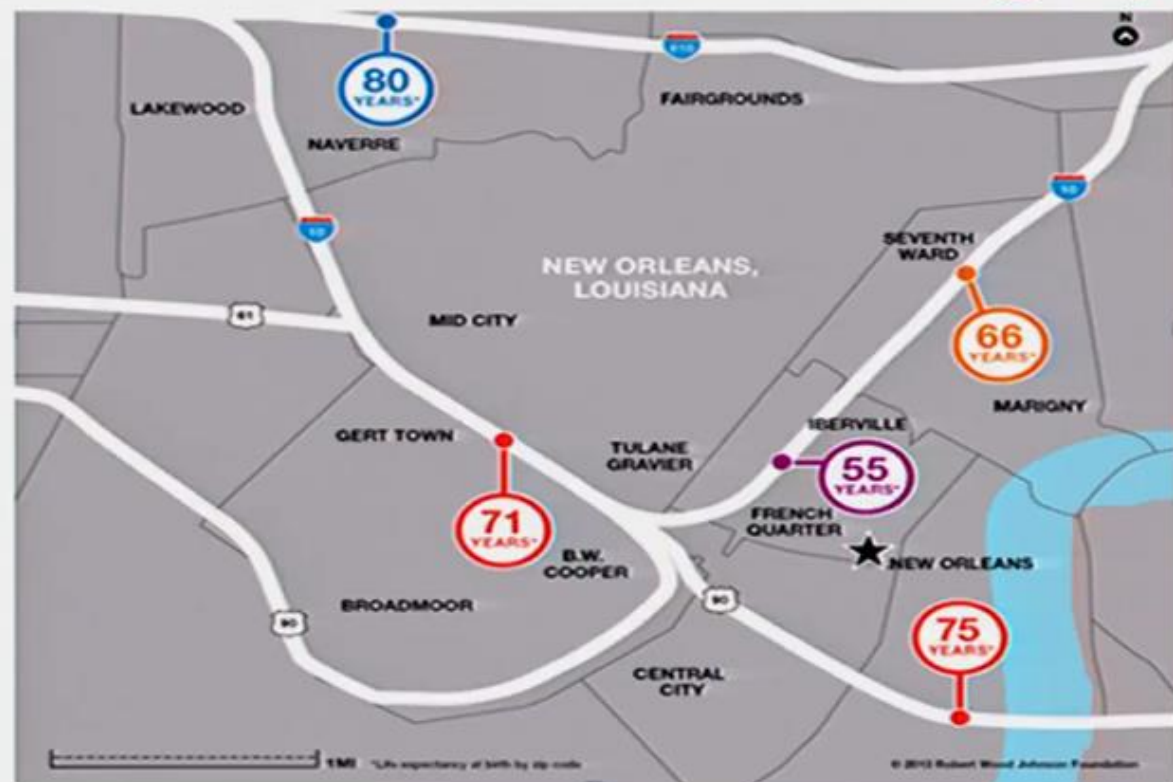 N
610
80
YEARS*
LAKEWOOD
FAIRGROUNDS
NAVERRE
10
10
SEVENTH
WARD
NEW ORLEANS,
LOUISIANA
61
MID CITY
66
YEARS*
MARIGNY
IBERVILLE
GERT TOWN
TULANE
GRAVIER
55
YEARS*
71
YEARS*
FRENCH
QUARTER
B.W.
COOPER
NEW ORLEANS
BROADMOOR
90
90
75
YEARS*
CENTRAL
CITY
1 MI
*Life expectancy at birth by zip code
© 2013 Robert Wood Johnson Foundation